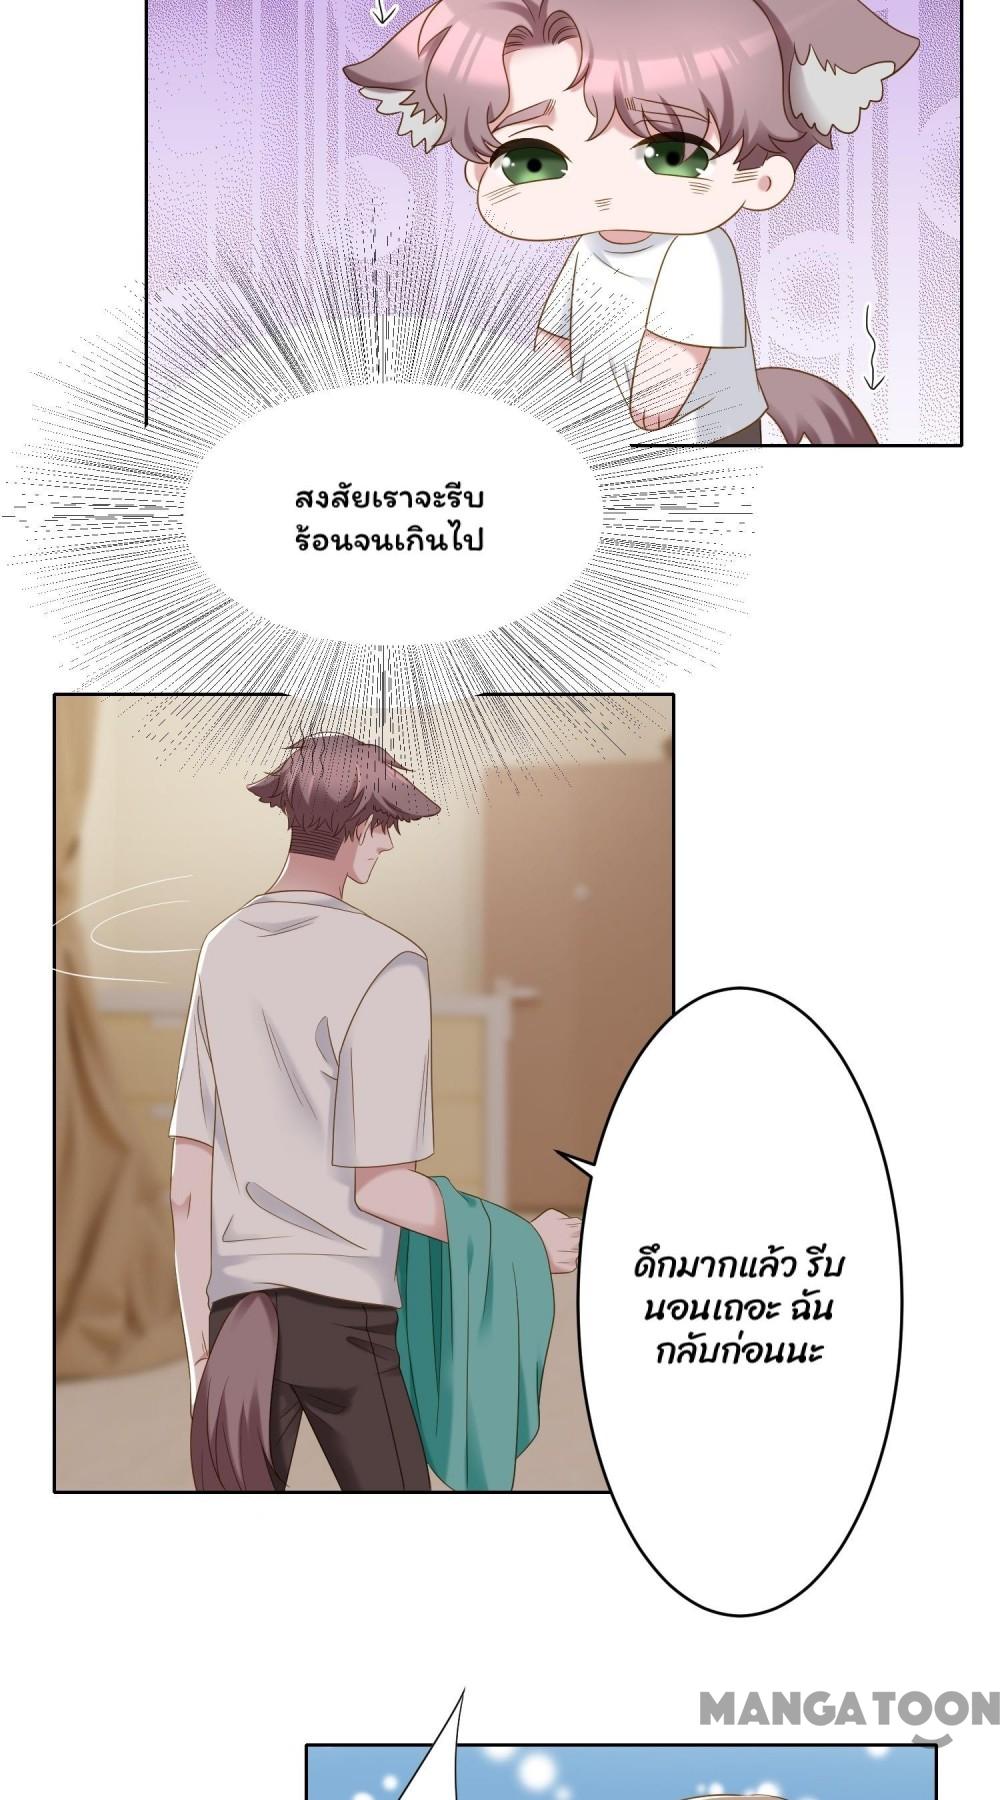 สงสัยเราจะรีบ
ร้อนจนเกินไป
ดึกมากแล้ว รีบ
นอนเถอะ ฉัน
กลับก่อนนะ
MANGATOON